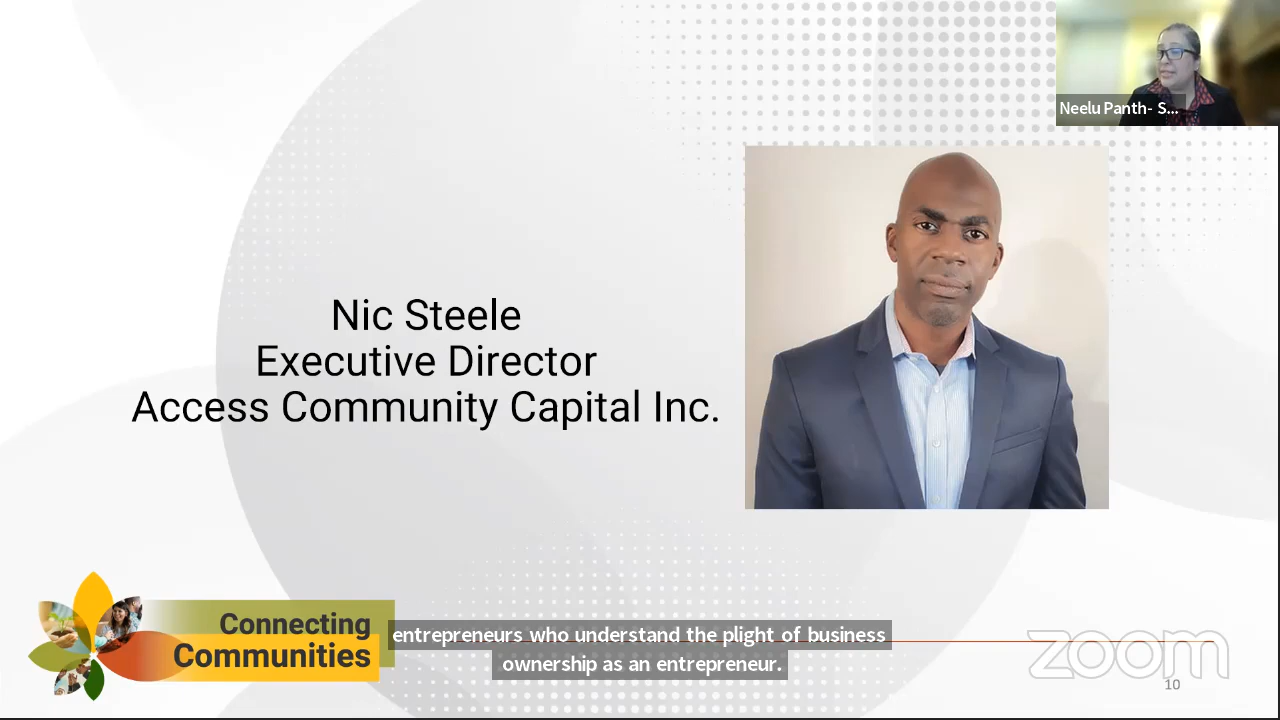 Neelu Panth- S...
Nic Steele
Executive Director
Access Community Capital Inc.
Connecting
Communities
entrepreneurs who understand the plight of business
ownership as an entrepreneur.
zoom
10